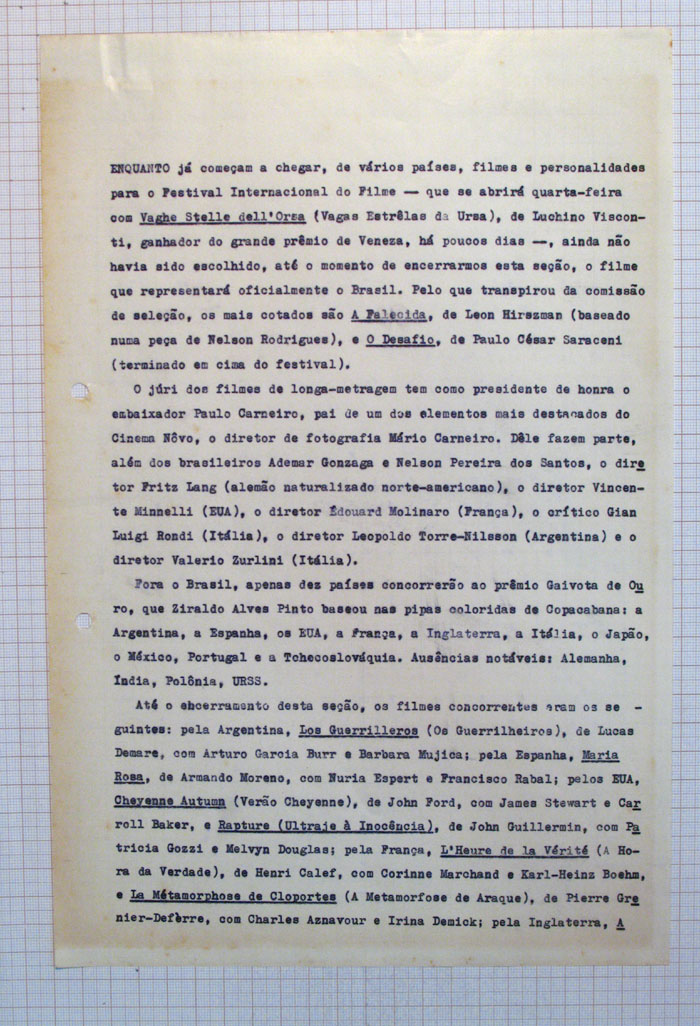 ENQUANTO já começam a chegar, de vários países, filmes e personalidades
para o Festival Internacional do Filme — que se abrirá quarta-feira
com Vaghe Stelle dell'Orsa (Vagas Estrêlas da Ursa), de Luchino Viscon-
ti, ganhador do grande prêmio de Veneza, há poucos dias —, ainda não
havia sido escolhido, até o momento de encerrarmos esta seção, o filme
que representará oficialmente o Brasil. Pelo que transpirou da comissão
de seleção, os mais cotados são A Falecida, de Leon Hirszman (baseado
numa peça de Nelson Rodrigues), e O Desafio, de Paulo César Saraceni
(terminado em cima do festival).
O júri dos filmes de longa-metragem tem como presidente de honra o
embaixador Paulo Carneiro, pai de um dos elementos mais destacados do
Cinema Nôvo, o diretor de fotografia Mário Carneiro. Dêle fazem parte,
além dos brasileiros Ademar Gonzaga e Nelson Pereira dos Santos, o dire
tor Fritz Lang (alemão naturalizado norte-americano), o diretor Vincen-
te Minnelli (EUA), o diretor Édouard Molinaro (França), o crítico Gian
Luigi Rondi (Itália), o diretor Leopoldo Torre-Nilsson (Argentina) e o
diretor Valerio Zurlini (Itália).
Fora o Brasil, apenas dez países concorrerão ao prêmio Gaivota de Ou
ro, que Ziraldo Alves Pinto baseou nas pipas coloridas de Copacabana: a
Argentina, a Espanha, os EUA, a França, a Inglaterra, a Itália, o Japão,
o México, Portugal e a Tchecoslováquia. Ausências notáveis: Alemanha,
Índia, Polônia, URSS.
Até o encerramento desta seção, os filmes concorrentes eram os se -
guintes: pela Argentina, Los Guerrilleros (Os Guerrilheiros), de Lucas
Demare, com Arturo Garcia Burr e Barbara Mujica; pela Espanha, Maria
Rosa, de Armando Moreno, com Nuria Espert e Francisco Rabal; pelos EUA,
Cheyenne Autumn (Verão Cheyenne), de John Ford, com James Stewart e Car
roll Baker, e Rapture (Ultraje à Inocência), de John Guillermin, com Pa
tricia Gozzi e Melvyn Douglas; pela França, L'Heure de la Vérité (A Ho-
ra da Verdade), de Henri Calef, com Corinne Marchand e Karl-Heinz Boehm,
e La Métamorphose de Cloportes (A Metamorfose de Araque), de Pierre Gre
nier-Defèrre, com Charles Aznavour e Irina Demick; pela Inglaterra, A